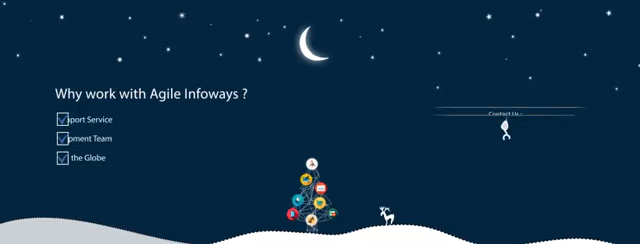 Why work with Agile Infoways ?
port Service
pment Team
the Globe
Contact Us :